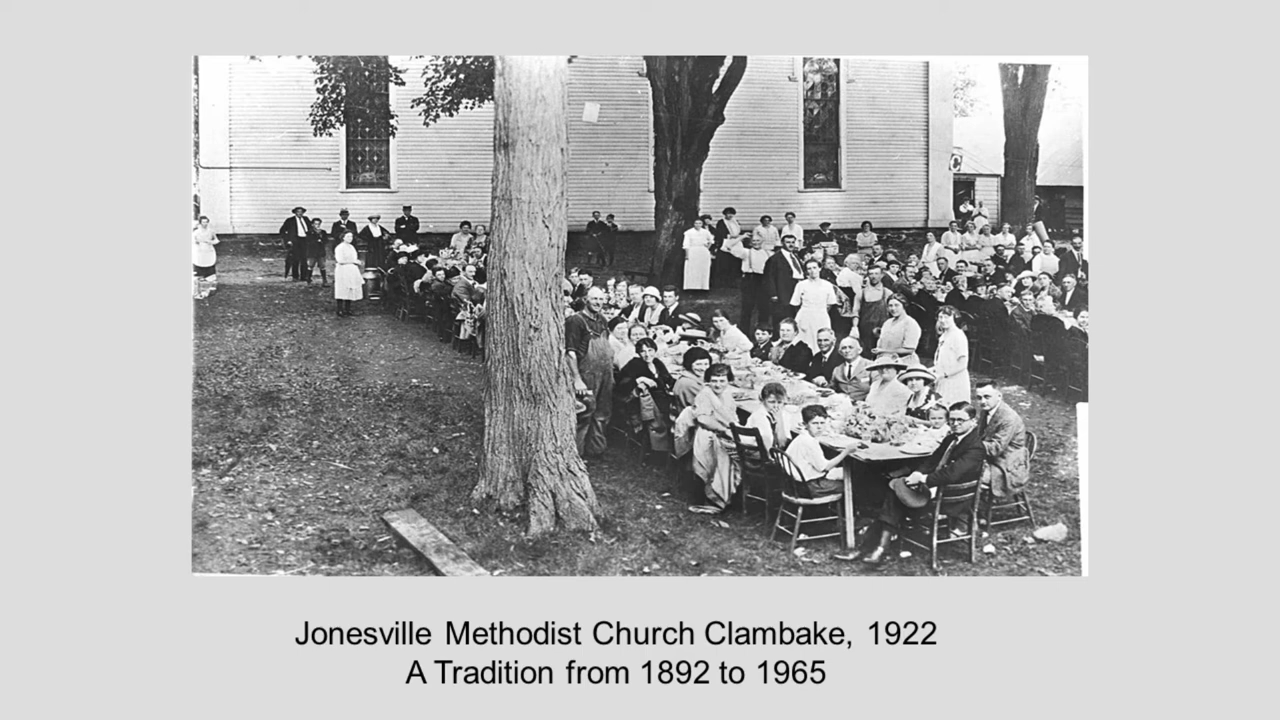 Jonesville Methodist Church Clambake, 1922
A Tradition from 1892 to 1965